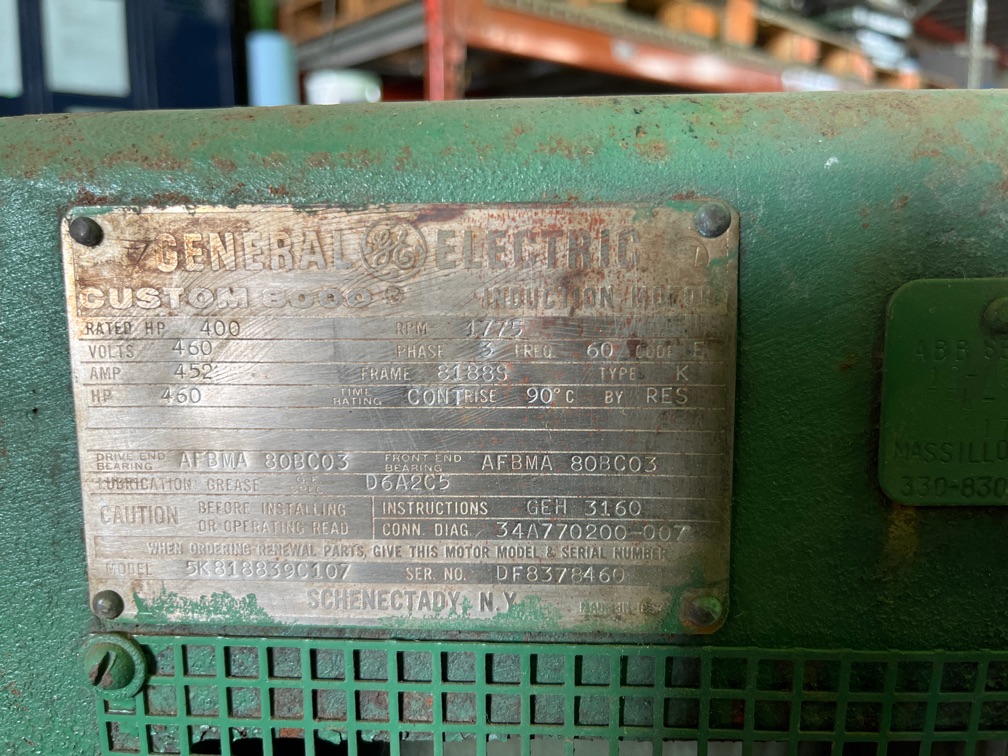 GENERAL GE ELECTRIC
CUSTOM 8000 INDUCTION MOTOR
RATED HP 400 RPM 1775
VOLTS 460 PHASE 3 FREQ 60 CODE F
AMP 452 FRAME 8188S TYPE K
HP 460 TIME RATING CONT RISE 90°C BY RES
DRIVE END BEARING AFBMA 80BC03 FRONT END BEARING AFBMA 80BC03
LUBRICATION GREASE D6A2C5
CAUTION BEFORE INSTALLING OR OPERATING READ INSTRUCTIONS GEH 3160
CONN. DIAG. 34A770200-007
WHEN ORDERING RENEWAL PARTS, GIVE THIS MOTOR MODEL & SERIAL NUMBER
MODEL 5K818839C107 SER. NO. DF8378460
SCHENECTADY, N.Y.
ABB
MASSILLO
330-830